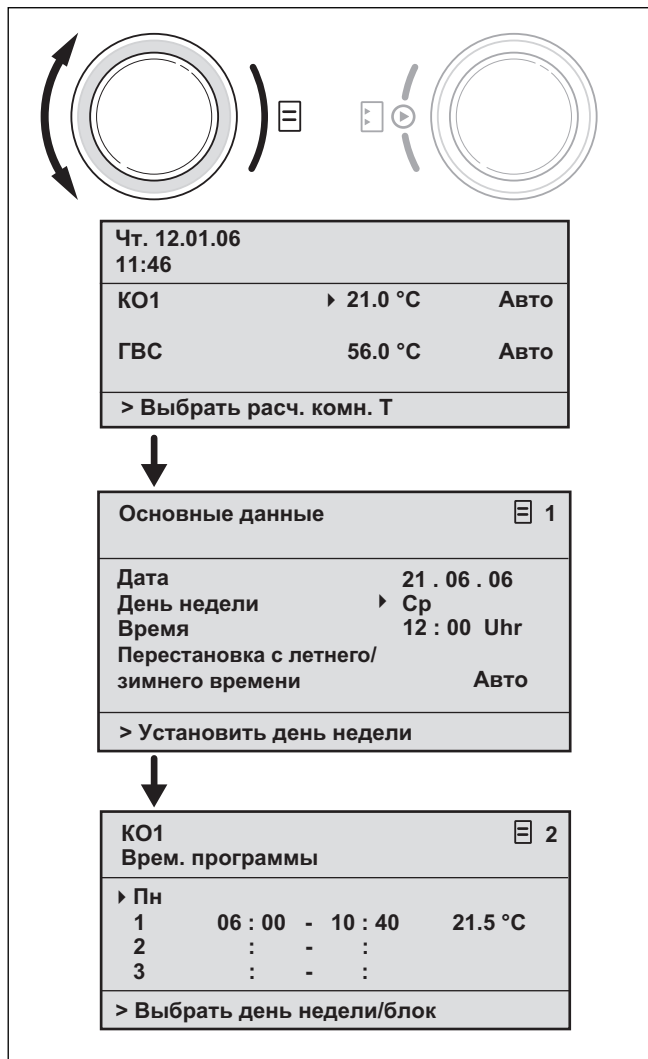 Чт. 12.01.06
11:46
КО1 21.0 °C Авто
ГВС 56.0 °C Авто
> Выбрать расч. комн. Т
Основные данные 1
Дата 21 . 06 . 06
День недели Ср
Время 12 : 00 Uhr
Перестановка с летнего/
зимнего времени Авто
> Установить день недели
КО1 2
Врем. программы
Пн
1 06 : 00 - 10 : 40 21.5 °C
2 : - :
3 : - :
> Выбрать день недели/блок